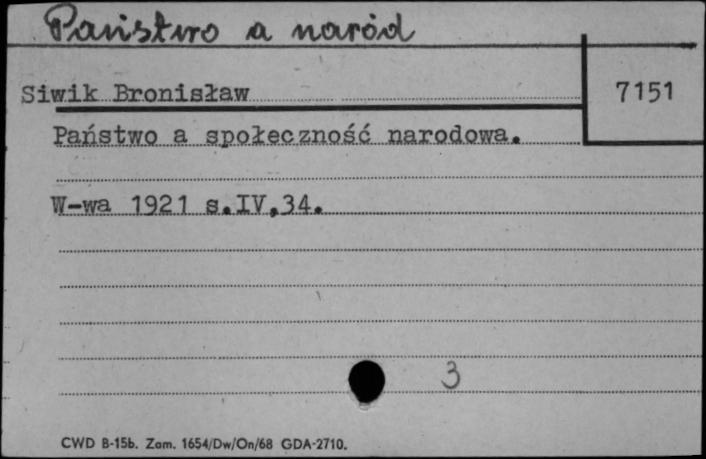 Państwo a naród
Siwik Bronisław
7151
Państwo a społeczność narodowa.
W-wa 1921 s.IV,34.
3
CWD B-15b. Zam. 1654/Dw/On/68 GDA-2710.